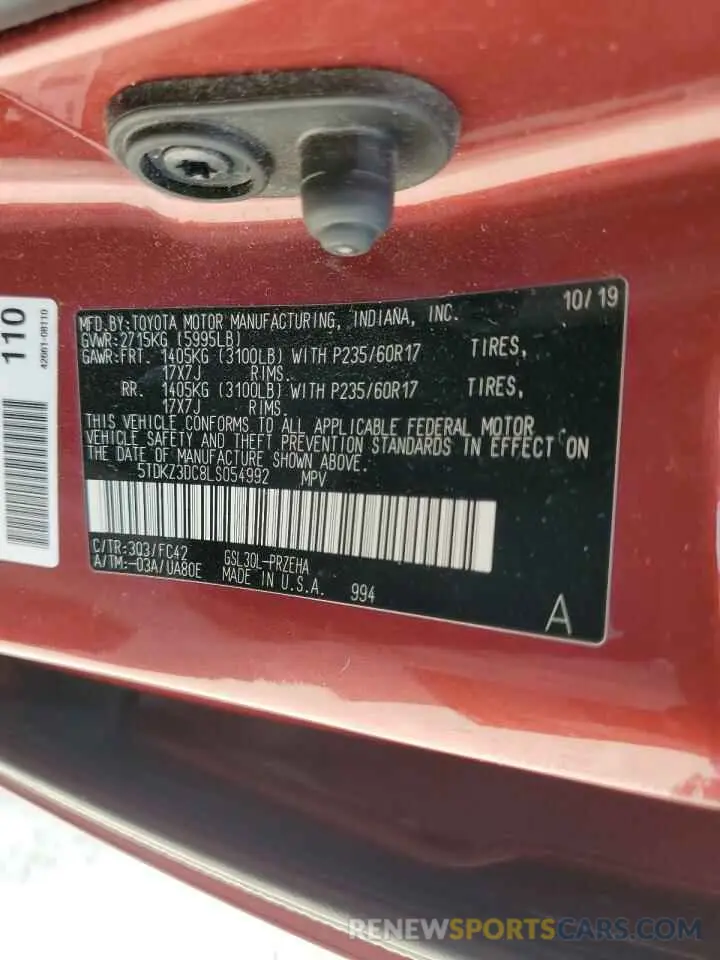 110
42661-08110
MFD.BY:TOYOTA MOTOR MANUFACTURING, INDIANA, INC. 10/19
GVWR:2715KG (5995LB)
GAWR:FRT. 1405KG (3100LB) WITH P235/60R17 TIRES,
17X7J RIMS.
RR. 1405KG (3100LB) WITH P235/60R17 TIRES,
17X7J RIMS.
THIS VEHICLE CONFORMS TO ALL APPLICABLE FEDERAL MOTOR
VEHICLE SAFETY AND THEFT PREVENTION STANDARDS IN EFFECT ON
THE DATE OF MANUFACTURE SHOWN ABOVE.
5TDKZ3DC8LS054992 MPV
C/TR:3Q3/FC42 GSL30L-PRZEHA
A/TM:-03A/UA80E MADE IN U.S.A. 994
A
RENEWSPORTSCARS.COM